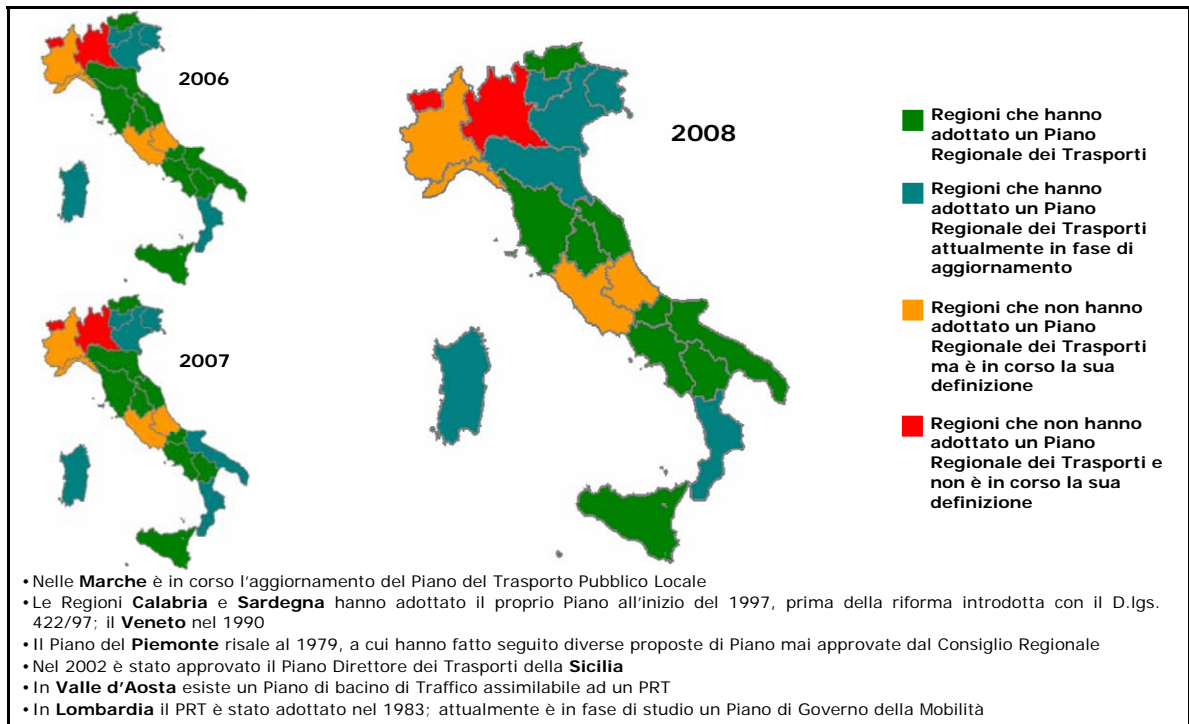 2006
2008
2007
Regioni che hanno
adottato un Piano
Regionale dei Trasporti
Regioni che hanno
adottato un Piano
Regionale dei Trasporti
attualmente in fase di
aggiornamento
Regioni che non hanno
adottato un Piano
Regionale dei Trasporti
ma è in corso la sua
definizione
Regioni che non hanno
adottato un Piano
Regionale dei Trasporti e
non è in corso la sua
definizione
• Nelle Marche è in corso l'aggiornamento del Piano del Trasporto Pubblico Locale
• Le Regioni Calabria e Sardegna hanno adottato il proprio Piano all'inizio del 1997, prima della riforma introdotta con il D.lgs.
422/97; il Veneto nel 1990
• Il Piano del Piemonte risale al 1979, a cui hanno fatto seguito diverse proposte di Piano mai approvate dal Consiglio Regionale
• Nel 2002 è stato approvato il Piano Direttore dei Trasporti della Sicilia
• In Valle d'Aosta esiste un Piano di bacino di Traffico assimilabile ad un PRT
• In Lombardia il PRT è stato adottato nel 1983; attualmente è in fase di studio un Piano di Governo della Mobilità